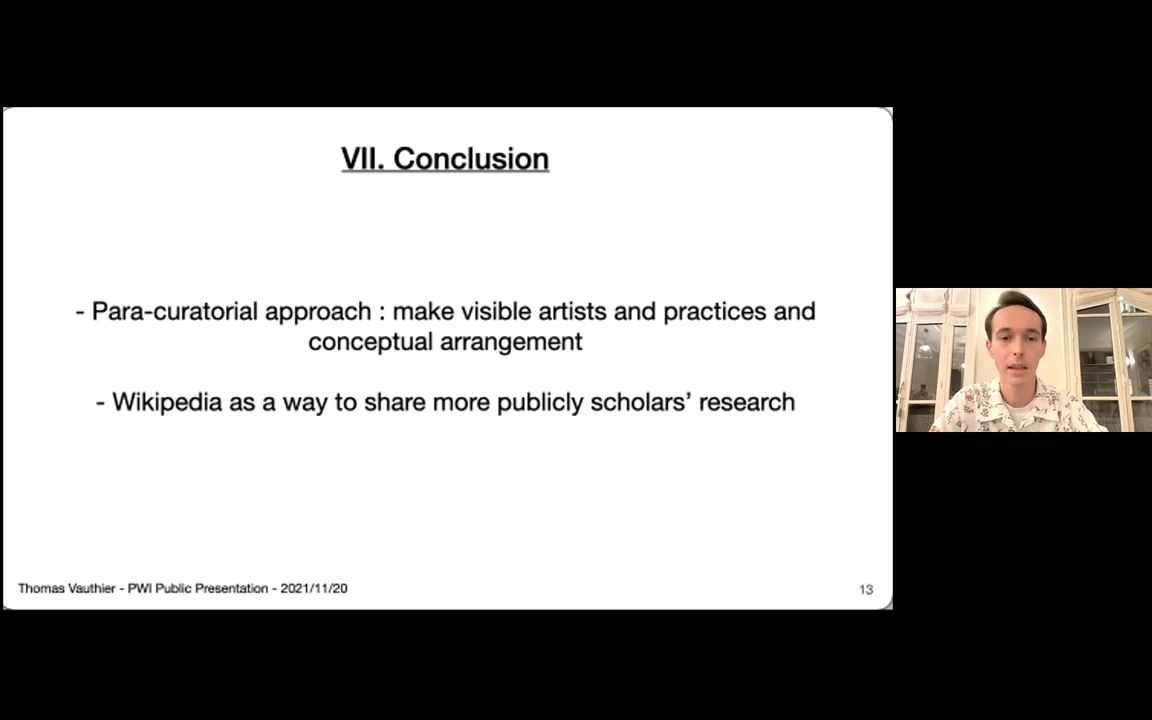 VII. Conclusion
- Para-curatorial approach : make visible artists and practices and
conceptual arrangement
- Wikipedia as a way to share more publicly scholars’ research
Thomas Vauthier - PWI Public Presentation - 2021/11/20
13